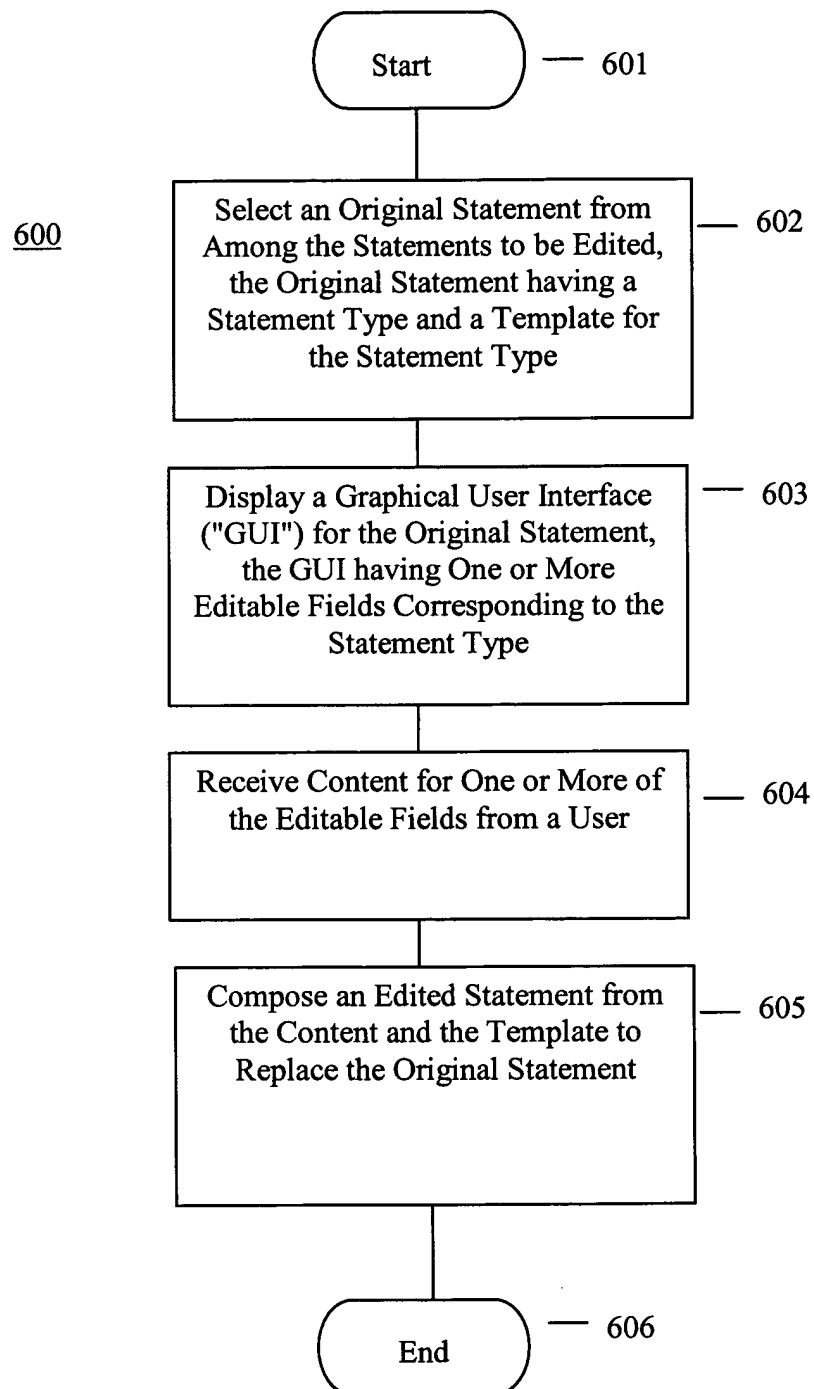 Start
601
600
Select an Original Statement from
Among the Statements to be Edited,
the Original Statement having a
Statement Type and a Template for
the Statement Type
602
Display a Graphical User Interface
("GUI") for the Original Statement,
the GUI having One or More
Editable Fields Corresponding to the
Statement Type
603
Receive Content for One or More of
the Editable Fields from a User
604
Compose an Edited Statement from
the Content and the Template to
Replace the Original Statement
605
End
606